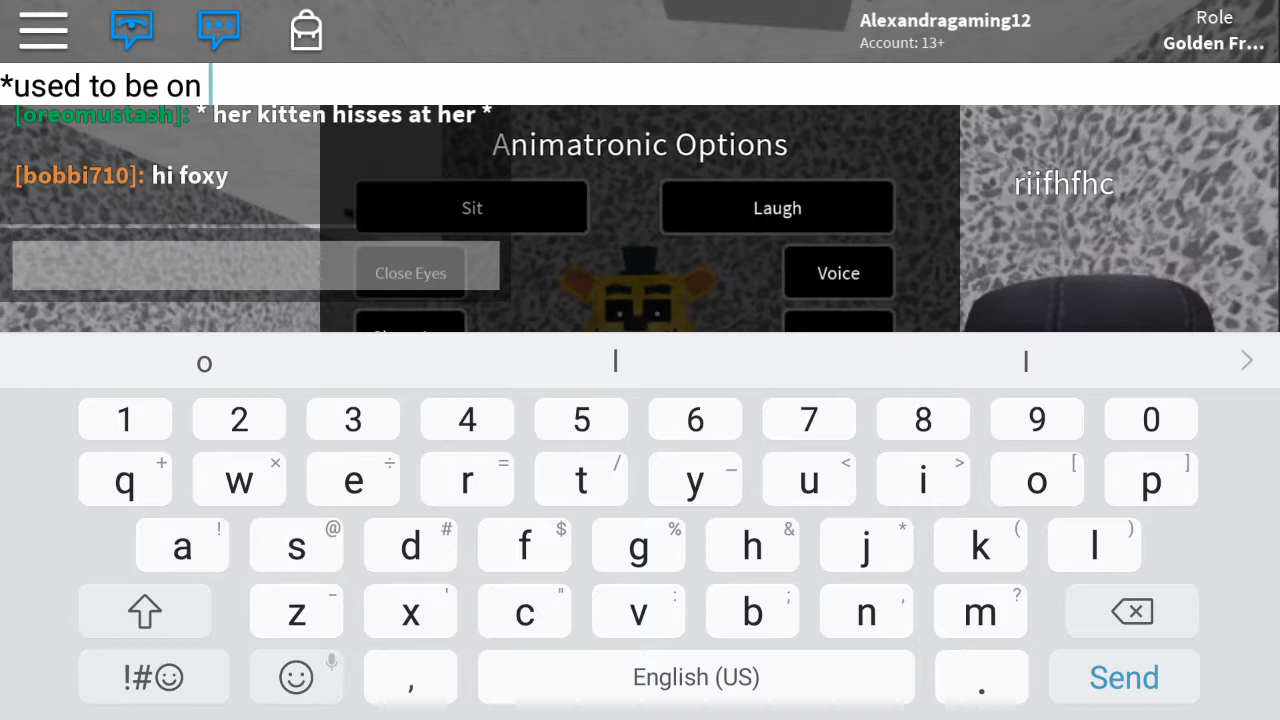 Alexandragaming12
Account: 13+
Role
Golden Fr...
*used to be on
[oreomustash]: * her kitten hisses at her *
[bobbi710]: hi foxy
Animatronic Options
Sit
Laugh
Close Eyes
Voice
riifhfhc
o
l
I
1 2 3 4 5 6 7 8 9 0
q + w × e ÷ r = t / y _ u < i > o [ p ]
a ! s @ d # f $ g % h & j * k ( l )
z - x ' c " v : b ; n , m ?
!#☺ , English (US) . Send